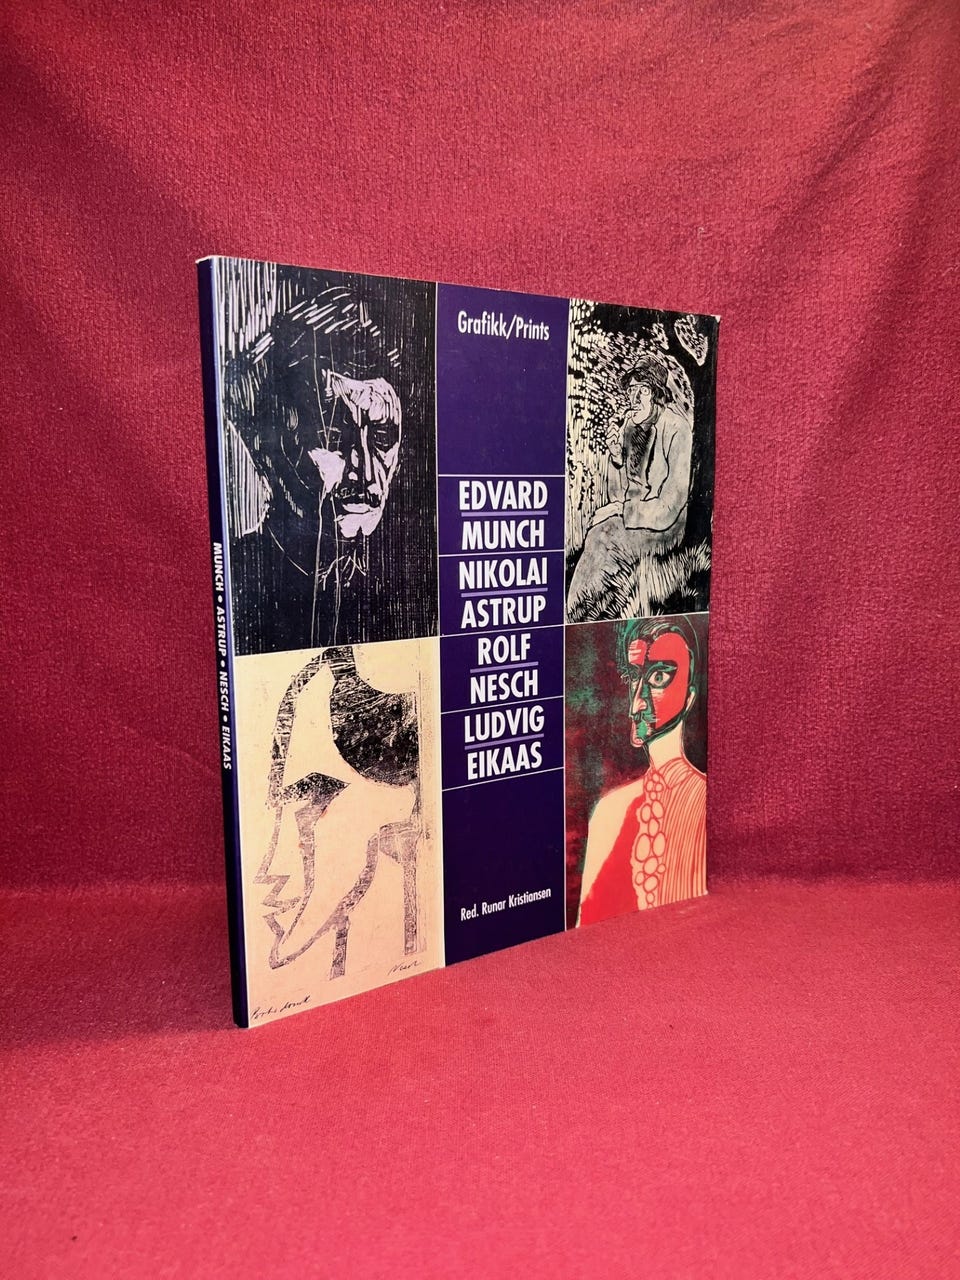 Grafikk/Prints
EDVARD
MUNCH
NIKOLAI
ASTRUP
ROLF
NESCH
LUDVIG
EIKAAS
Red. Runar Kristiansen
MUNCH • ASTRUP • NESCH • EIKAAS